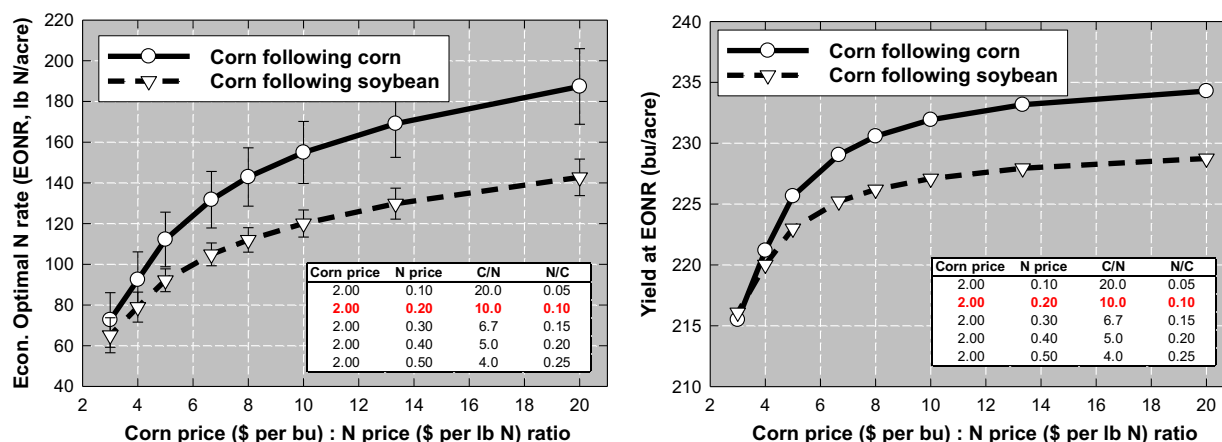 Econ. Optimal N rate (EONR, lb N/acre)
220
200
180
160
140
120
100
80
60
40
Corn following corn
Corn following soybean
Corn price N price C/N N/C
2.00 0.10 20.0 0.05
2.00 0.20 10.0 0.10
2.00 0.30 6.7 0.15
2.00 0.40 5.0 0.20
2.00 0.50 4.0 0.25
2 4 6 8 10 12 14 16 18 20
Corn price ($ per bu) : N price ($ per lb N) ratio
Yield at EONR (bu/acre)
240
235
230
225
220
215
210
Corn following corn
Corn following soybean
Corn price N price C/N N/C
2.00 0.10 20.0 0.05
2.00 0.20 10.0 0.10
2.00 0.30 6.7 0.15
2.00 0.40 5.0 0.20
2.00 0.50 4.0 0.25
2 4 6 8 10 12 14 16 18 20
Corn price ($ per bu) : N price ($ per lb N) ratio